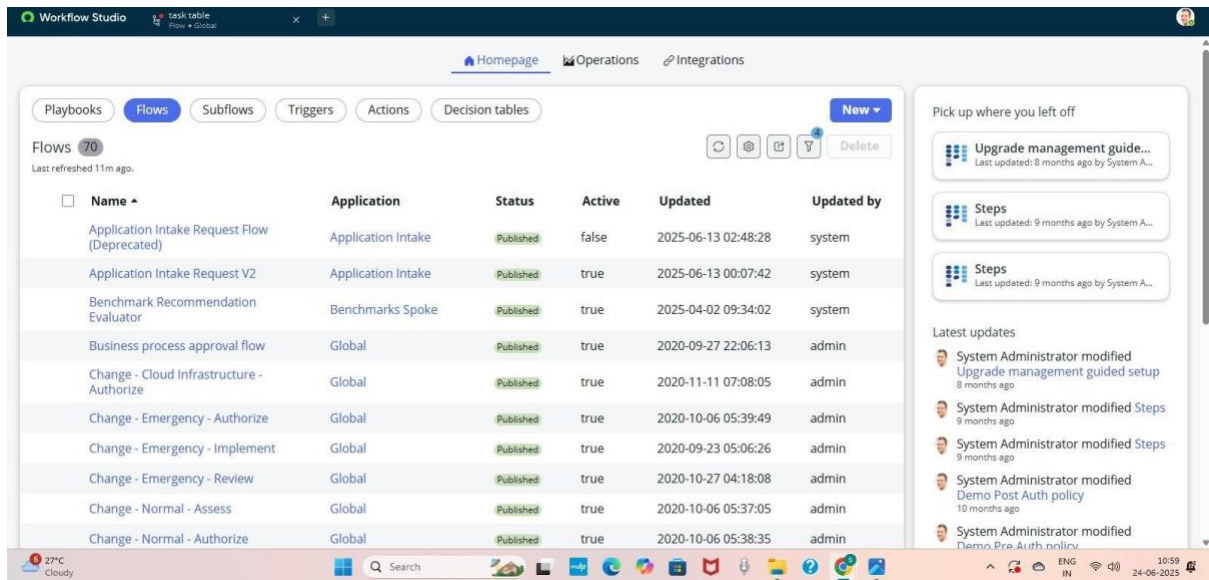 Workflow Studio
task table
Flow • Global
Homepage
Operations
Integrations
Playbooks
Flows
Subflows
Triggers
Actions
Decision tables
New
Flows 70
Last refreshed 11m ago.
4
Delete
Name Application Status Active Updated Updated by
Application Intake Request Flow
(Deprecated) Application Intake Published false 2025-06-13 02:48:28 system
Application Intake Request V2 Application Intake Published true 2025-06-13 00:07:42 system
Benchmark Recommendation
Evaluator Benchmarks Spoke Published true 2025-04-02 09:34:02 system
Business process approval flow Global Published true 2020-09-27 22:06:13 admin
Change - Cloud Infrastructure -
Authorize Global Published true 2020-11-11 07:08:05 admin
Change - Emergency - Authorize Global Published true 2020-10-06 05:39:49 admin
Change - Emergency - Implement Global Published true 2020-09-23 05:06:26 admin
Change - Emergency - Review Global Published true 2020-10-27 04:18:08 admin
Change - Normal - Assess Global Published true 2020-10-06 05:37:05 admin
Change - Normal - Authorize Global Published true 2020-10-06 05:38:35 admin
Pick up where you left off
Upgrade management guide...
Last updated: 8 months ago by System A...
Steps
Last updated: 9 months ago by System A...
Steps
Last updated: 9 months ago by System A...
Latest updates
System Administrator modified
Upgrade management guided setup
8 months ago
System Administrator modified Steps
9 months ago
System Administrator modified Steps
9 months ago
System Administrator modified
Demo Post Auth policy
10 months ago
System Administrator modified
Demo Pre Auth policy
6
27°C
Cloudy
Search
ENG
IN
10:59
24-06-2025